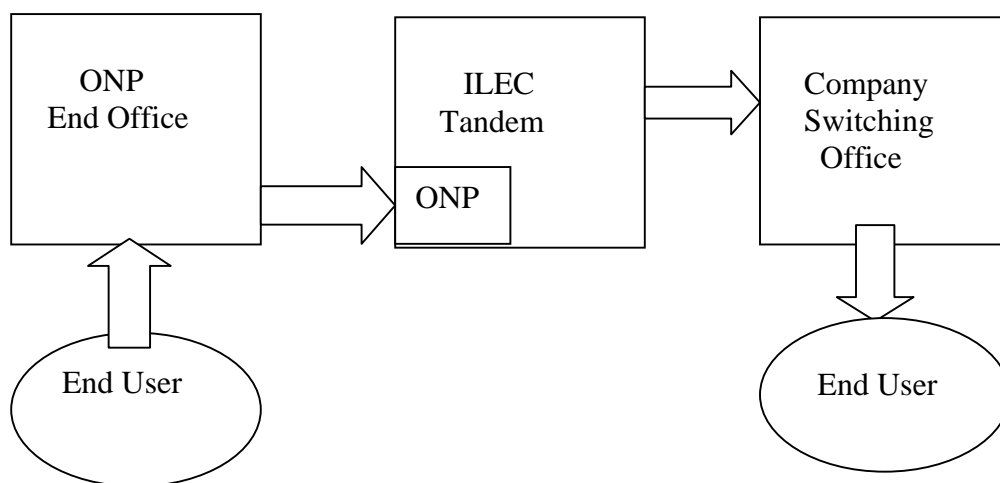 ONP
End Office
ILEC
Tandem
ONP
Company
Switching
Office
End User
End User